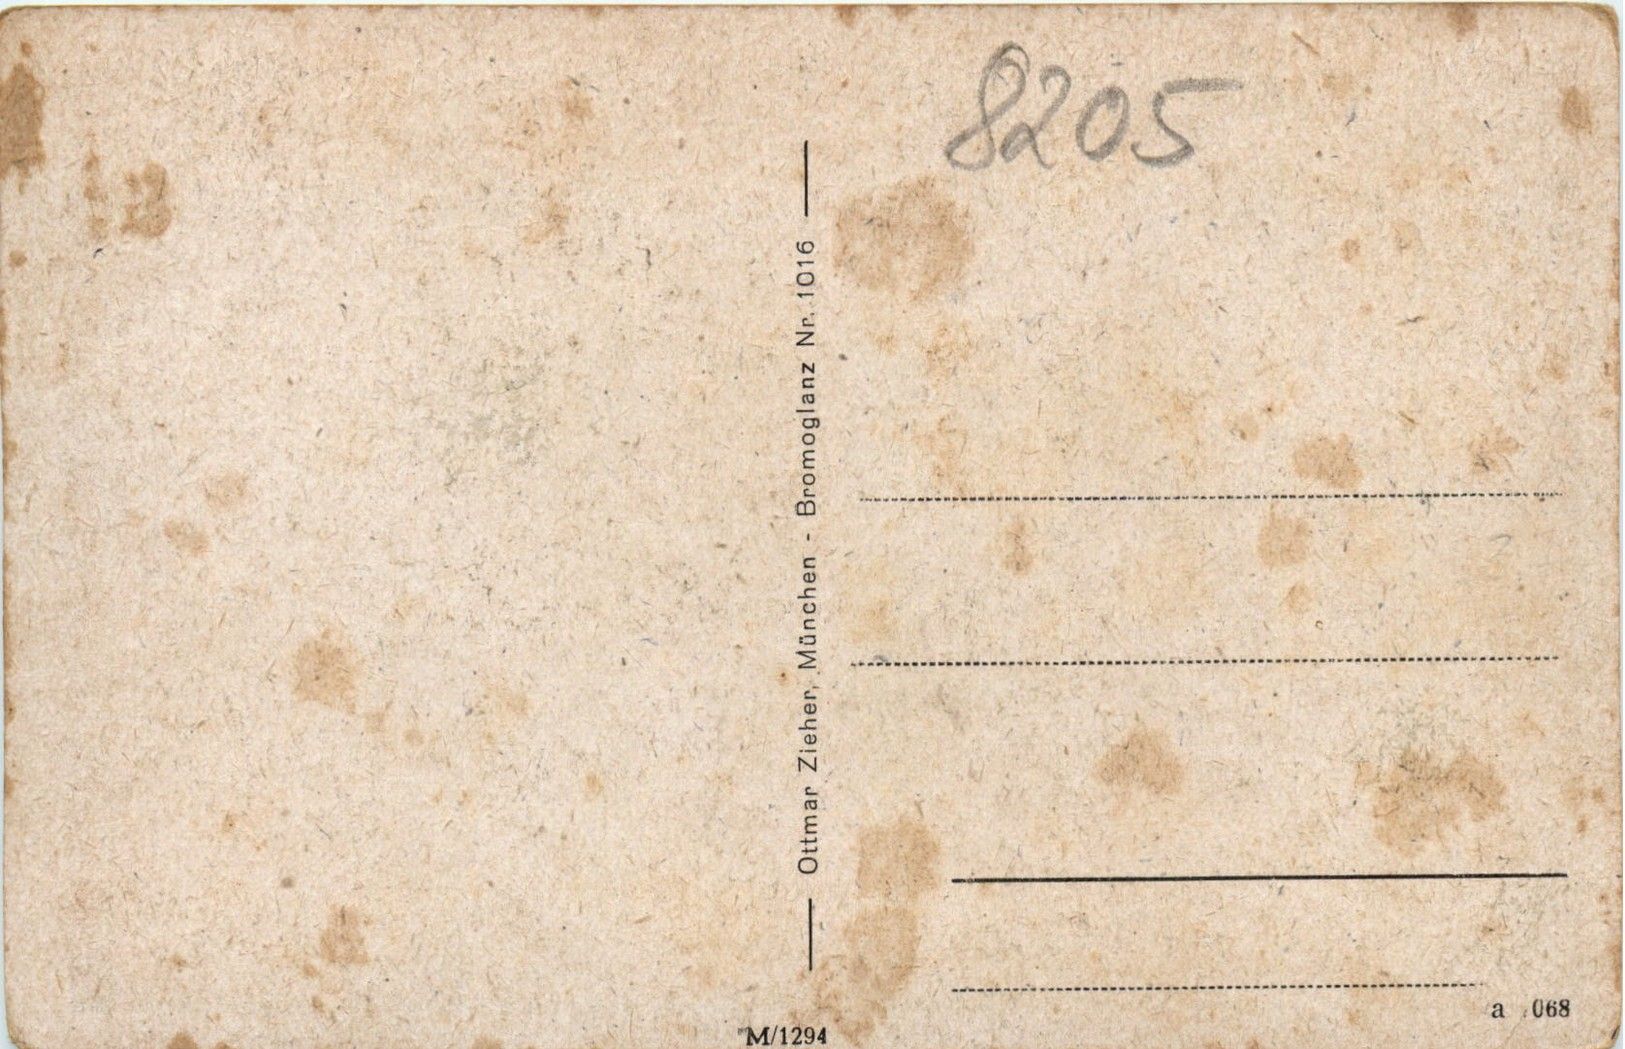 8205
Ottmar Zieher, München - Bromoglanz Nr. 1016
a 068
M/1294